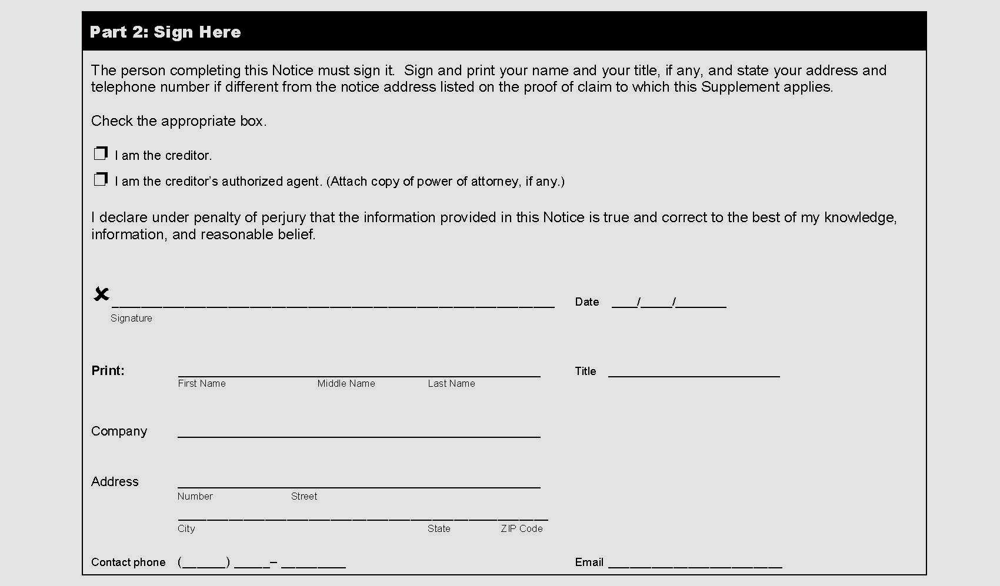 Part 2: Sign Here
The person completing this Notice must sign it.  Sign and print your name and your title, if any, and state your address and
telephone number if different from the notice address listed on the proof of claim to which this Supplement applies.
Check the appropriate box.
❐ I am the creditor.
❐ I am the creditor’s authorized agent. (Attach copy of power of attorney, if any.)
I declare under penalty of perjury that the information provided in this Notice is true and correct to the best of my knowledge,
information, and reasonable belief.
✘ __________________________________________________ Date ____/_____/________
Signature
Print: __________________________________________________ Title ________________________
First Name Middle Name Last Name
Company __________________________________________________
Address __________________________________________________
Number Street
__________________________________________________
City State ZIP Code
Contact phone (______) _____– _________ Email ________________________